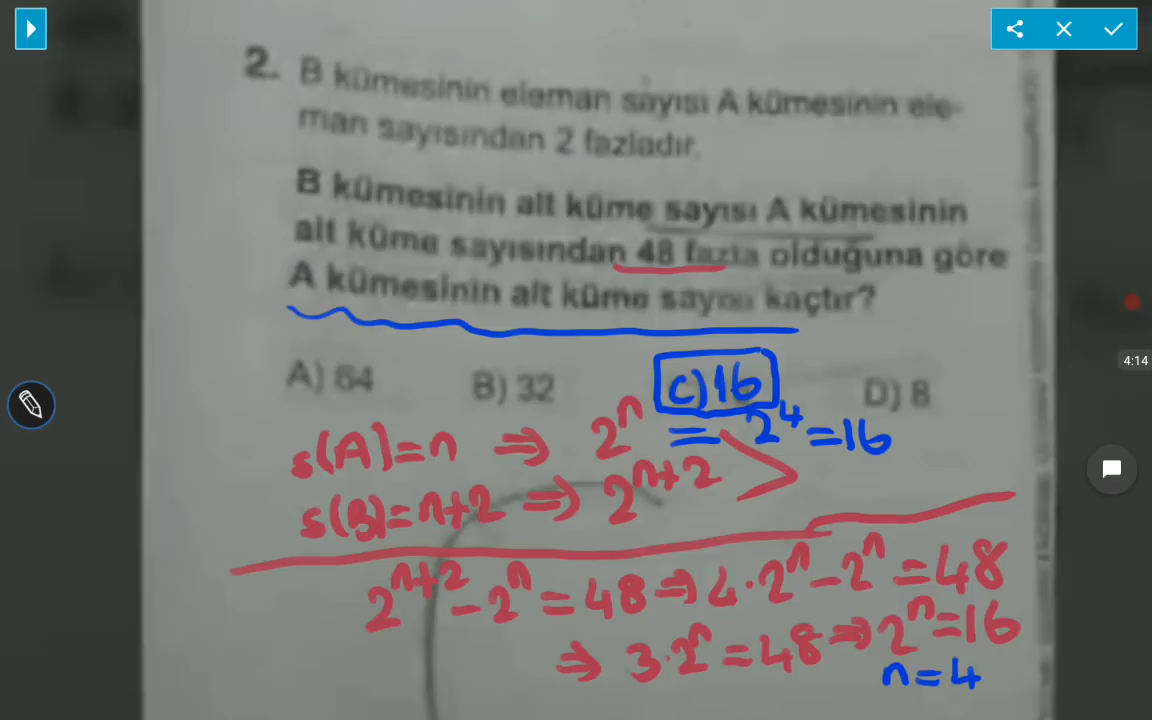 2. B kümesinin eleman sayısı A kümesinin ele-
man sayısından 2 fazladır.
B kümesinin alt küme sayısı A kümesinin
alt küme sayısından 48 fazla olduğuna göre
A kümesinin alt küme sayısı kaçtır?
A) 64 B) 32 C) 16 D) 8
s(A)=n ⇒ 2^n = 2^4 = 16
s(B)=n+2 ⇒ 2^{n+2}
2^{n+2} - 2^n = 48 ⇒ 4·2^n - 2^n = 48
⇒ 3·2^n = 48 ⇒ 2^n = 16
n = 4
4:14